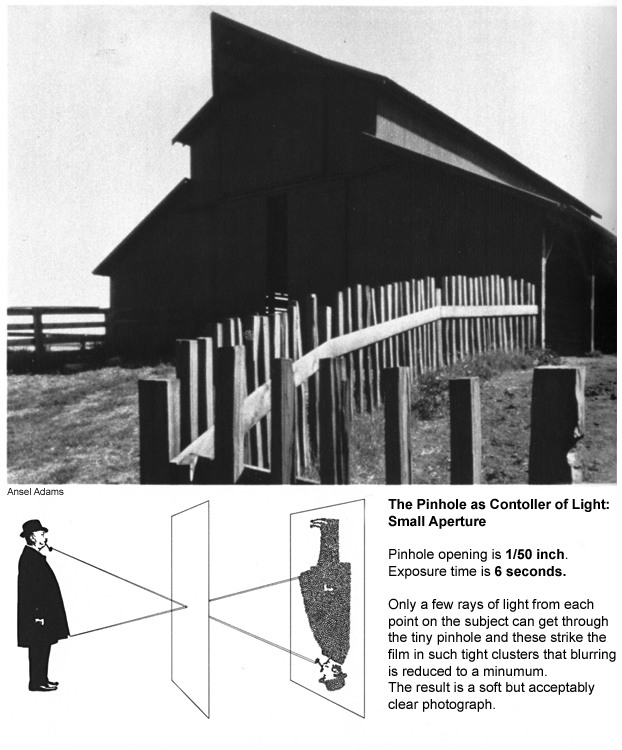 Ansel Adams
The Pinhole as Contoller of Light:
Small Aperture
Pinhole opening is 1/50 inch.
Exposure time is 6 seconds.
Only a few rays of light from each
point on the subject can get through
the tiny pinhole and these strike the
film in such tight clusters that blurring
is reduced to a minumum.
The result is a soft but acceptably
clear photograph.